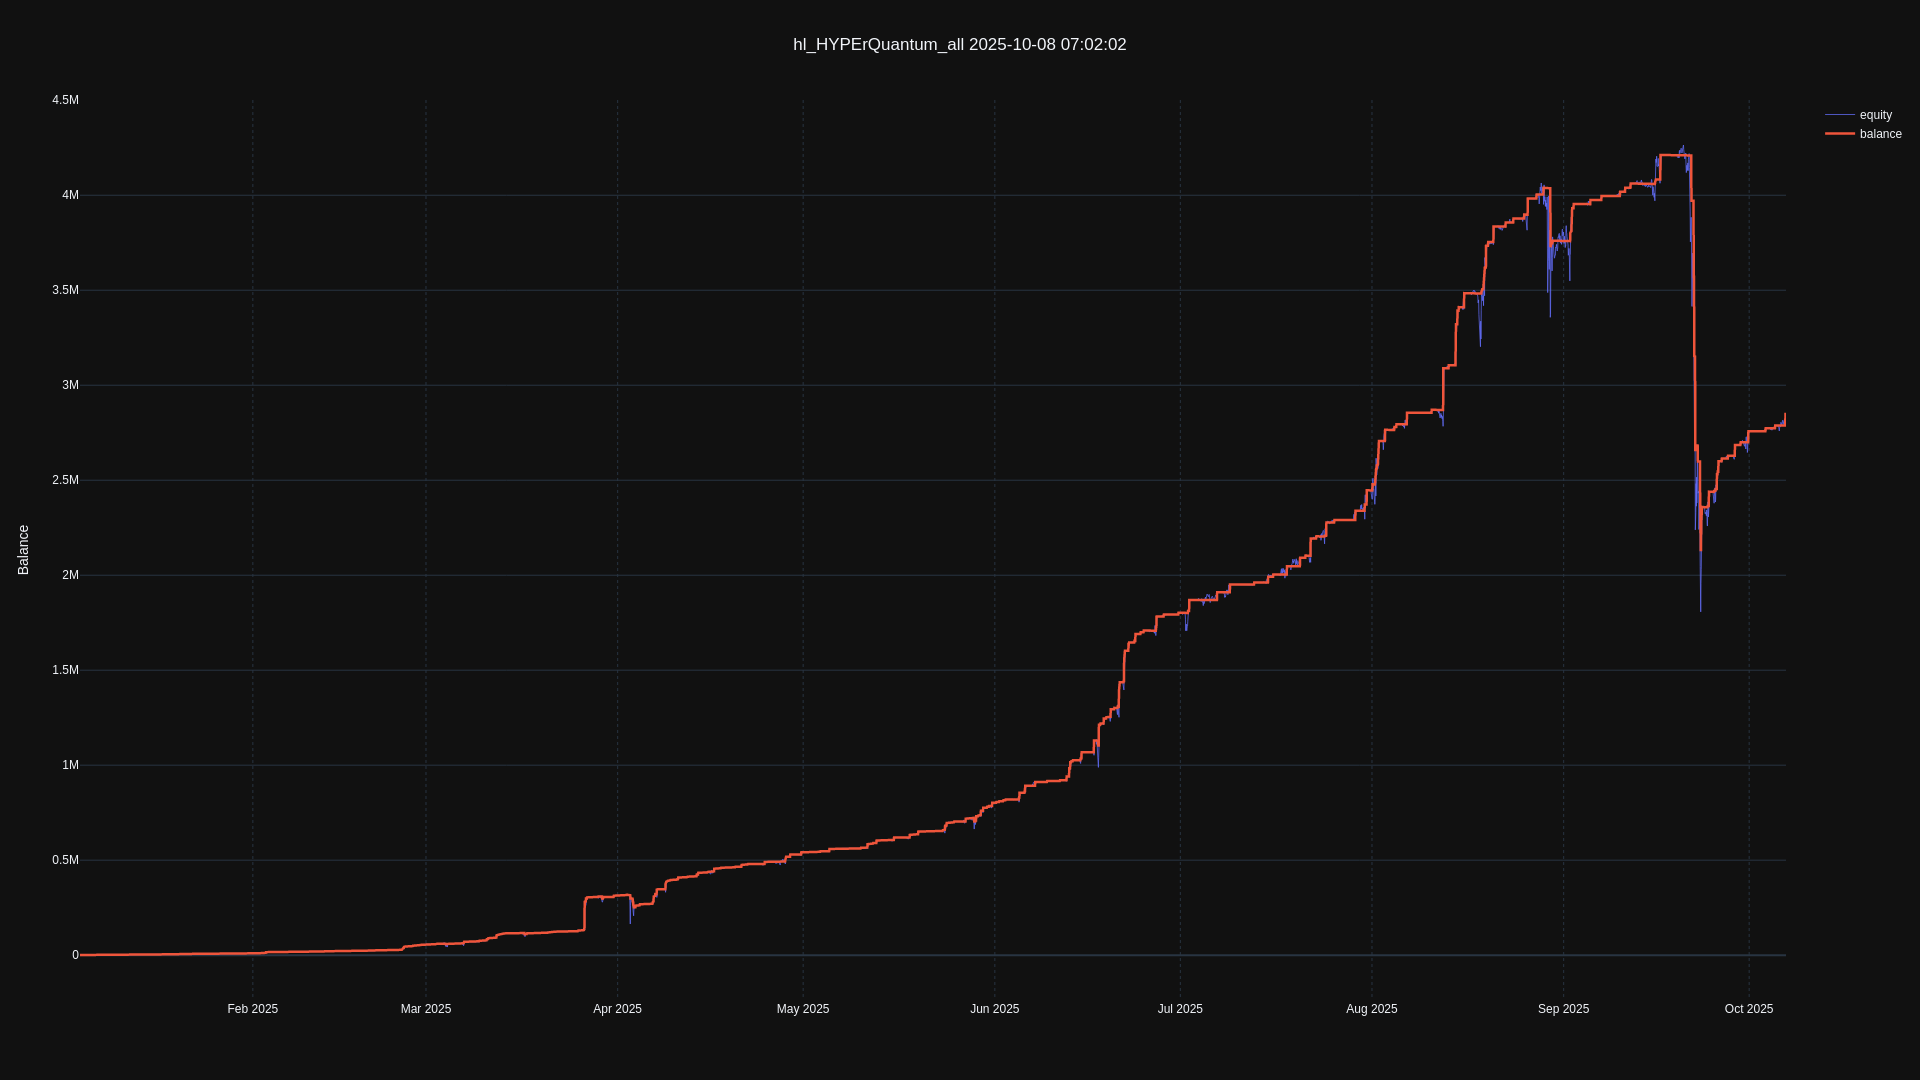 hl_HYPErQuantum_all 2025-10-08 07:02:02
4.5M
4M
3.5M
3M
2.5M
2M
1.5M
1M
0.5M
0
Balance
Feb 2025
Mar 2025
Apr 2025
May 2025
Jun 2025
Jul 2025
Aug 2025
Sep 2025
Oct 2025
equity
balance